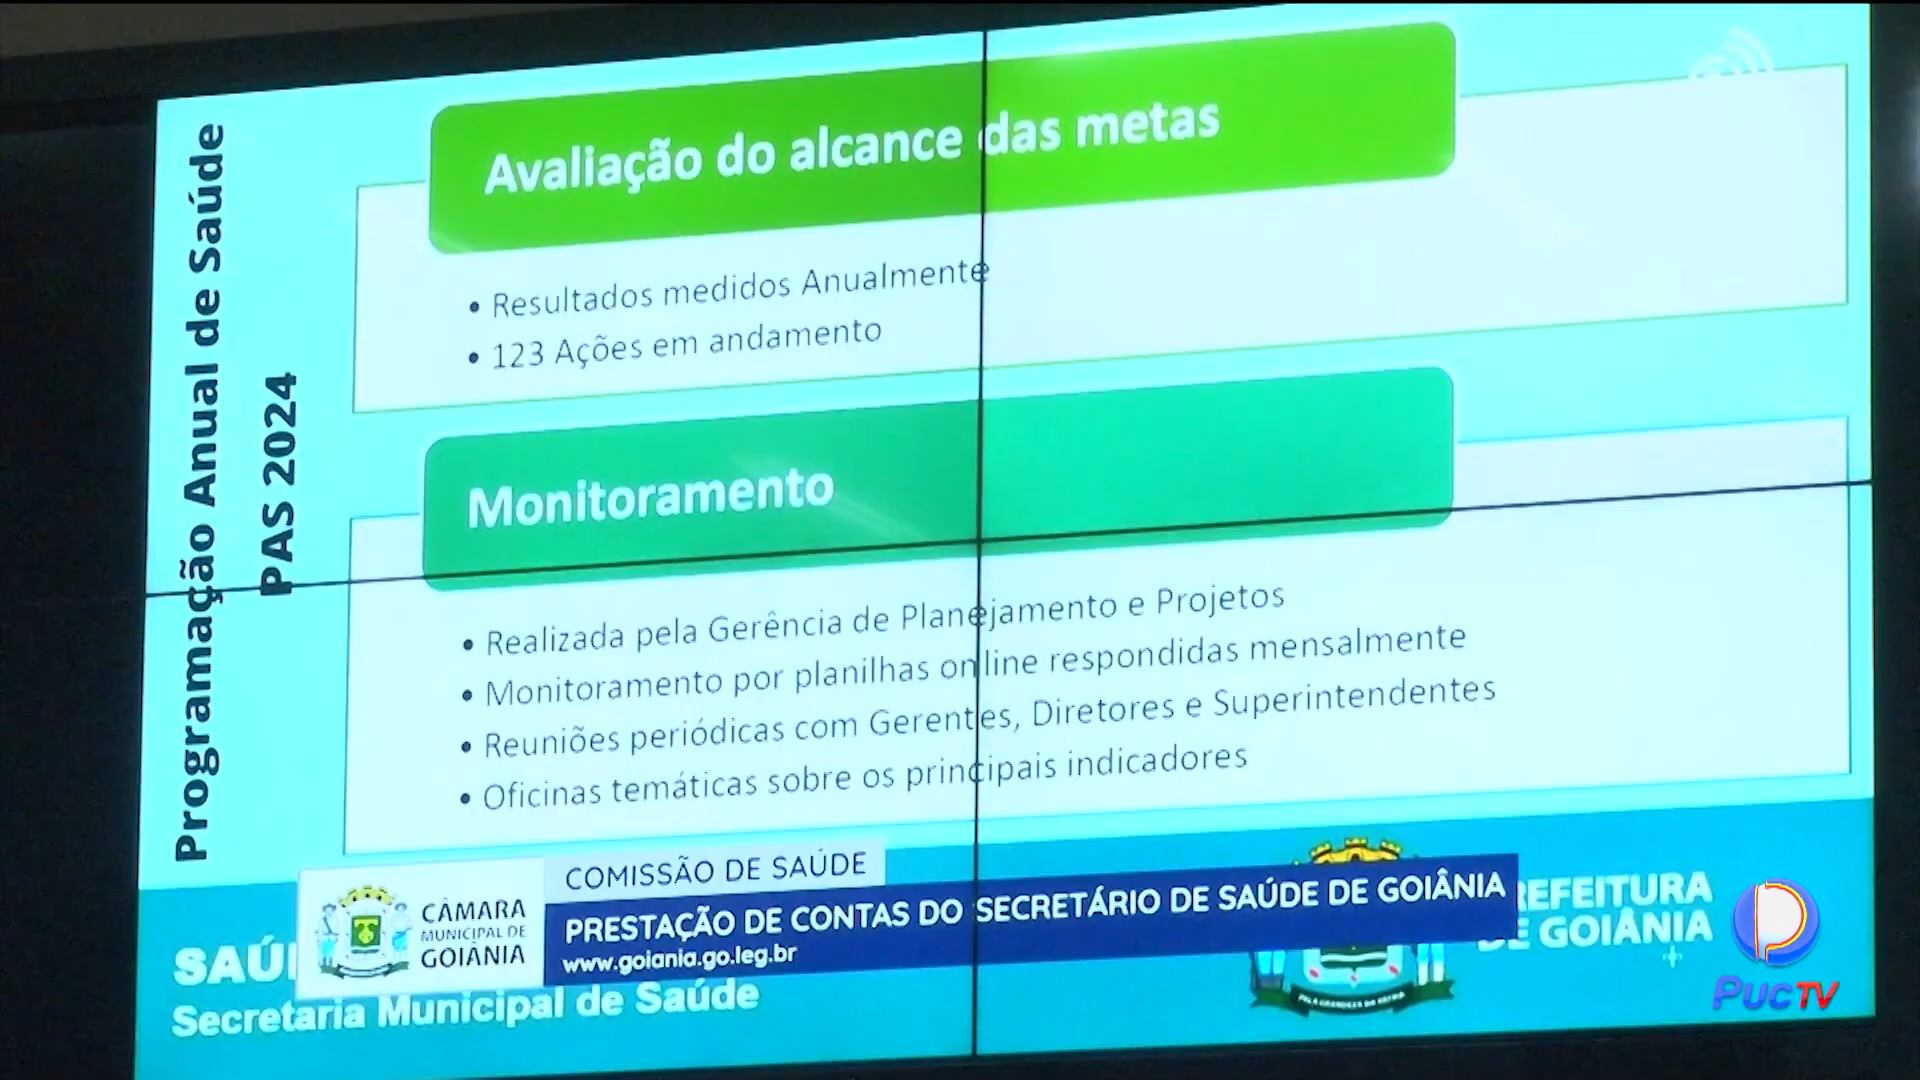 Programação Anual de Saúde
PAS 2024
Avaliação do alcance das metas
• Resultados medidos Anualmente
• 123 Ações em andamento
Monitoramento
• Realizada pela Gerência de Planejamento e Projetos
• Monitoramento por planilhas online respondidas mensalmente
• Reuniões periódicas com Gerentes, Diretores e Superintendentes
• Oficinas temáticas sobre os principais indicadores
COMISSÃO DE SAÚDE
PRESTAÇÃO DE CONTAS DO SECRETÁRIO DE SAÚDE DE GOIÂNIA
www.goiania.go.leg.br
CÂMARA
MUNICIPAL DE
GOIÂNIA
Secretaria Municipal de Saúde
REFEITURA
DE GOIÂNIA
PUC TV